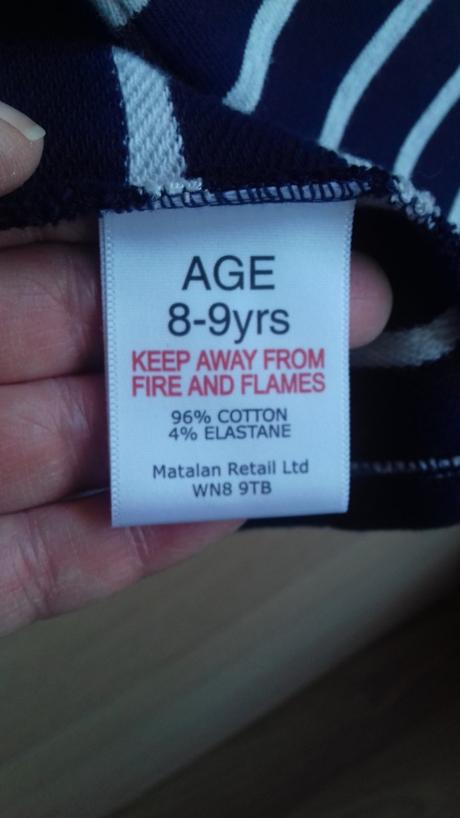 AGE
8-9yrs
KEEP AWAY FROM
FIRE AND FLAMES
96% COTTON
4% ELASTANE
Matalan Retail Ltd
WN8 9TB